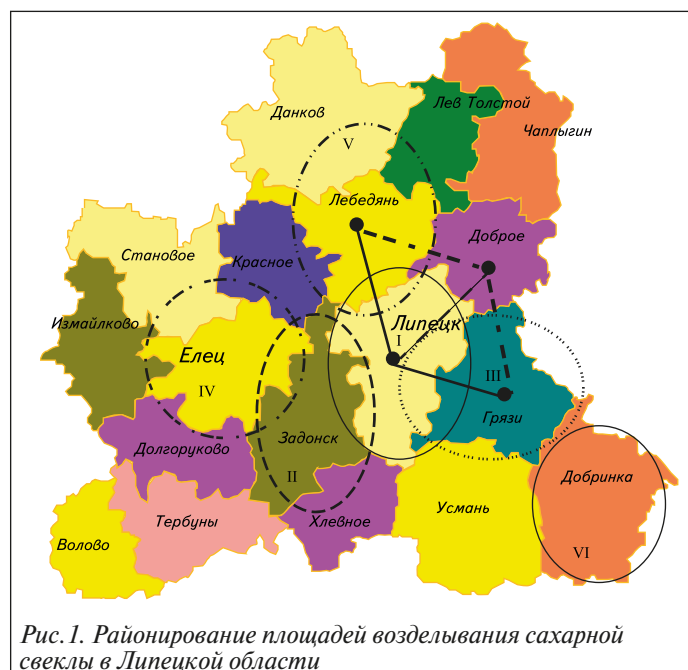 Данков
Лев Толстой
Чаплыгин
V
Лебедянь
Доброе
Становое
Красное
Измайлково
Липецк
I
Елец
IV
III
Грязи
Задонск
II
Долгоруково
Добринка
VI
Усмань
Хлевное
Тербуны
Волово
Рис. 1. Районирование площадей возделывания сахарной
свеклы в Липецкой области